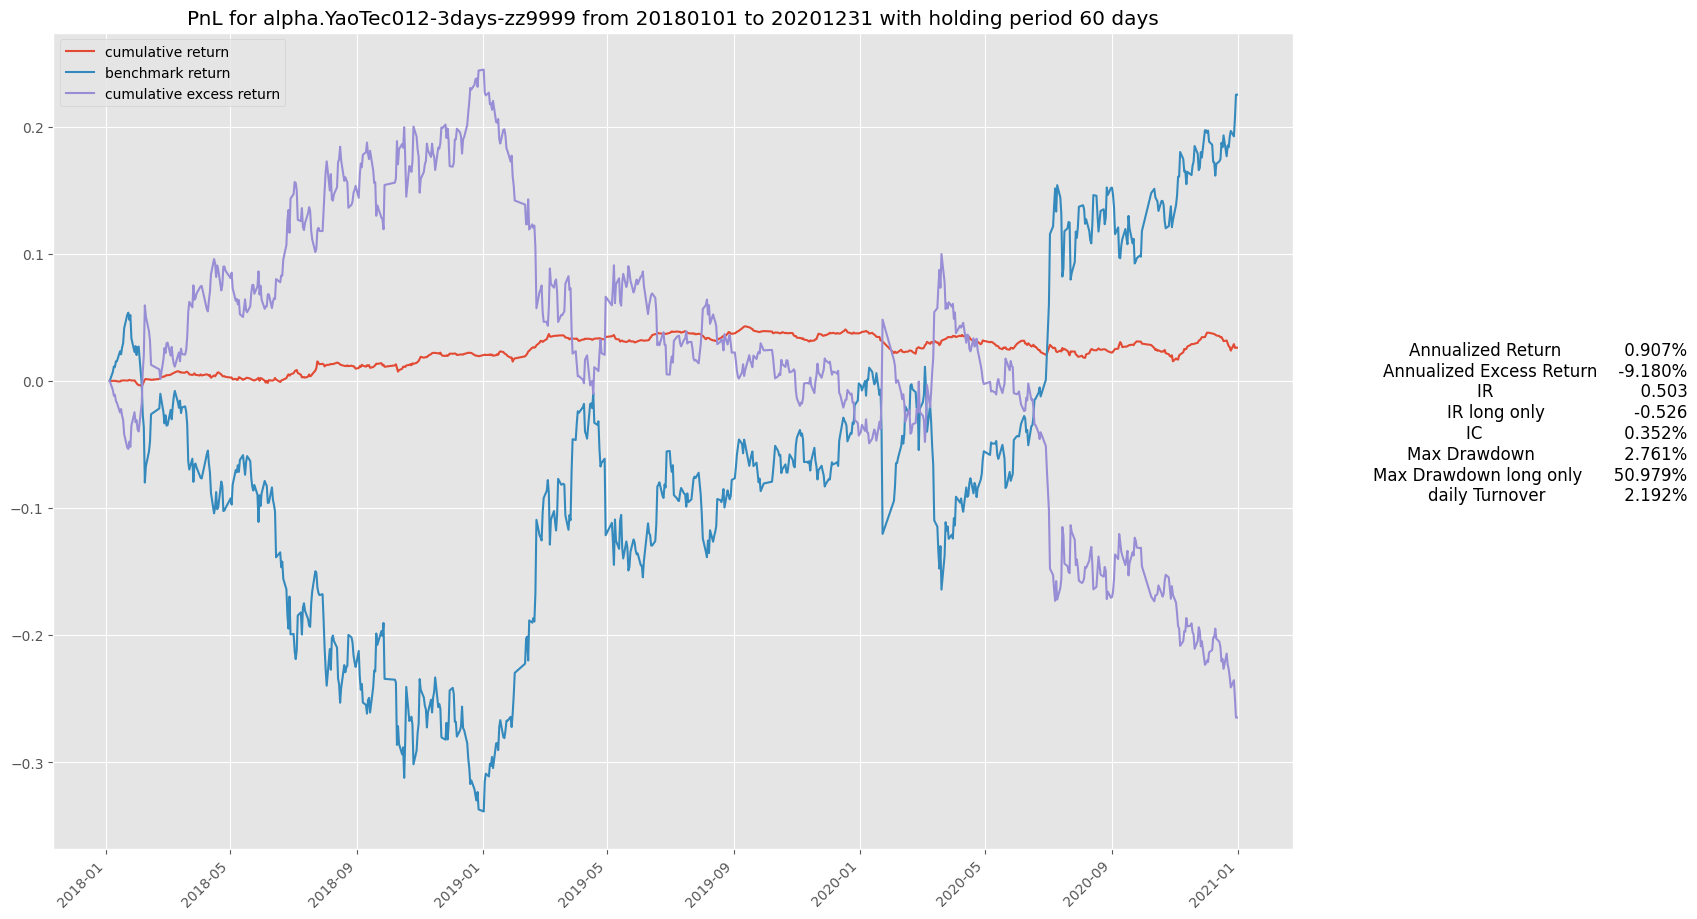 PnL for alpha.YaoTec012-3days-zz9999 from 20180101 to 20201231 with holding period 60 days
cumulative return
benchmark return
cumulative excess return
0.2
0.1
0.0
−0.1
−0.2
−0.3
2018-01
2018-05
2018-09
2019-01
2019-05
2019-09
2020-01
2020-05
2020-09
2021-01
Annualized Return 0.907%
Annualized Excess Return -9.180%
IR 0.503
IR long only -0.526
IC 0.352%
Max Drawdown 2.761%
Max Drawdown long only 50.979%
daily Turnover 2.192%